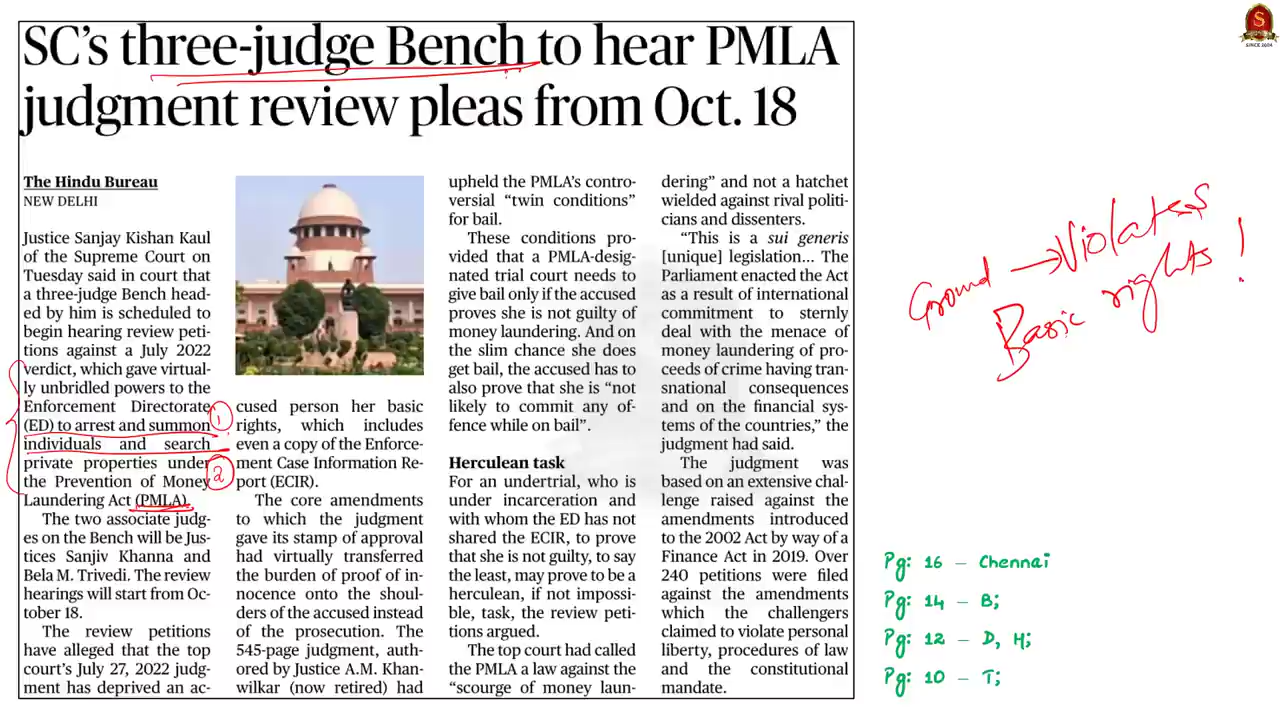 SC's three-judge Bench to hear PMLA
judgment review pleas from Oct. 18
The Hindu Bureau
NEW DELHI
Justice Sanjay Kishan Kaul
of the Supreme Court on
Tuesday said in court that
a three-judge Bench head-
ed by him is scheduled to
begin hearing review peti-
tions against a July 2022
verdict, which gave virtual-
ly unbridled powers to the
Enforcement Directorate
(ED) to arrest and summon
individuals and search
private properties under
the Prevention of Money
Laundering Act (PMLA).
The two associate judg-
es on the Bench will be Jus-
tices Sanjiv Khanna and
Bela M. Trivedi. The review
hearings will start from Oc-
tober 18.
The review petitions
have alleged that the top
court's July 27, 2022 judg-
ment has deprived an ac-
1
2
cused person her basic
rights, which includes
even a copy of the Enforce-
ment Case Information Re-
port (ECIR).
The core amendments
to which the judgment
gave its stamp of approval
had virtually transferred
the burden of proof of in-
nocence onto the shoul-
ders of the accused instead
of the prosecution. The
545-page judgment, auth-
ored by Justice A.M. Khan-
wilkar (now retired) had
upheld the PMLA's contro-
versial "twin conditions"
for bail.
These conditions pro-
vided that a PMLA-desig-
nated trial court needs to
give bail only if the accused
proves she is not guilty of
money laundering. And on
the slim chance she does
get bail, the accused has to
also prove that she is "not
likely to commit any of-
fence while on bail".
Herculean task
For an undertrial, who is
under incarceration and
with whom the ED has not
shared the ECIR, to prove
that she is not guilty, to say
the least, may prove to be a
herculean, if not impossi-
ble, task, the review peti-
tions argued.
The top court had called
the PMLA a law against the
"scourge of money laun-
dering" and not a hatchet
wielded against rival politi-
cians and dissenters.
"This is a sui generis
[unique] legislation... The
Parliament enacted the Act
as a result of international
commitment to sternly
deal with the menace of
money laundering of pro-
ceeds of crime having tran-
snational consequences
and on the financial sys-
tems of the countries," the
judgment had said.
The judgment was
based on an extensive chal-
lenge raised against the
amendments introduced
to the 2002 Act by way of a
Finance Act in 2019. Over
240 petitions were filed
against the amendments
which the challengers
claimed to violate personal
liberty, procedures of law
and the constitutional
mandate.
SINCE 2004
Ground → Violates
Basic rights!
Pg: 16 – Chennai
Pg: 14 – B;
Pg: 12 – D, H;
Pg: 10 – T;